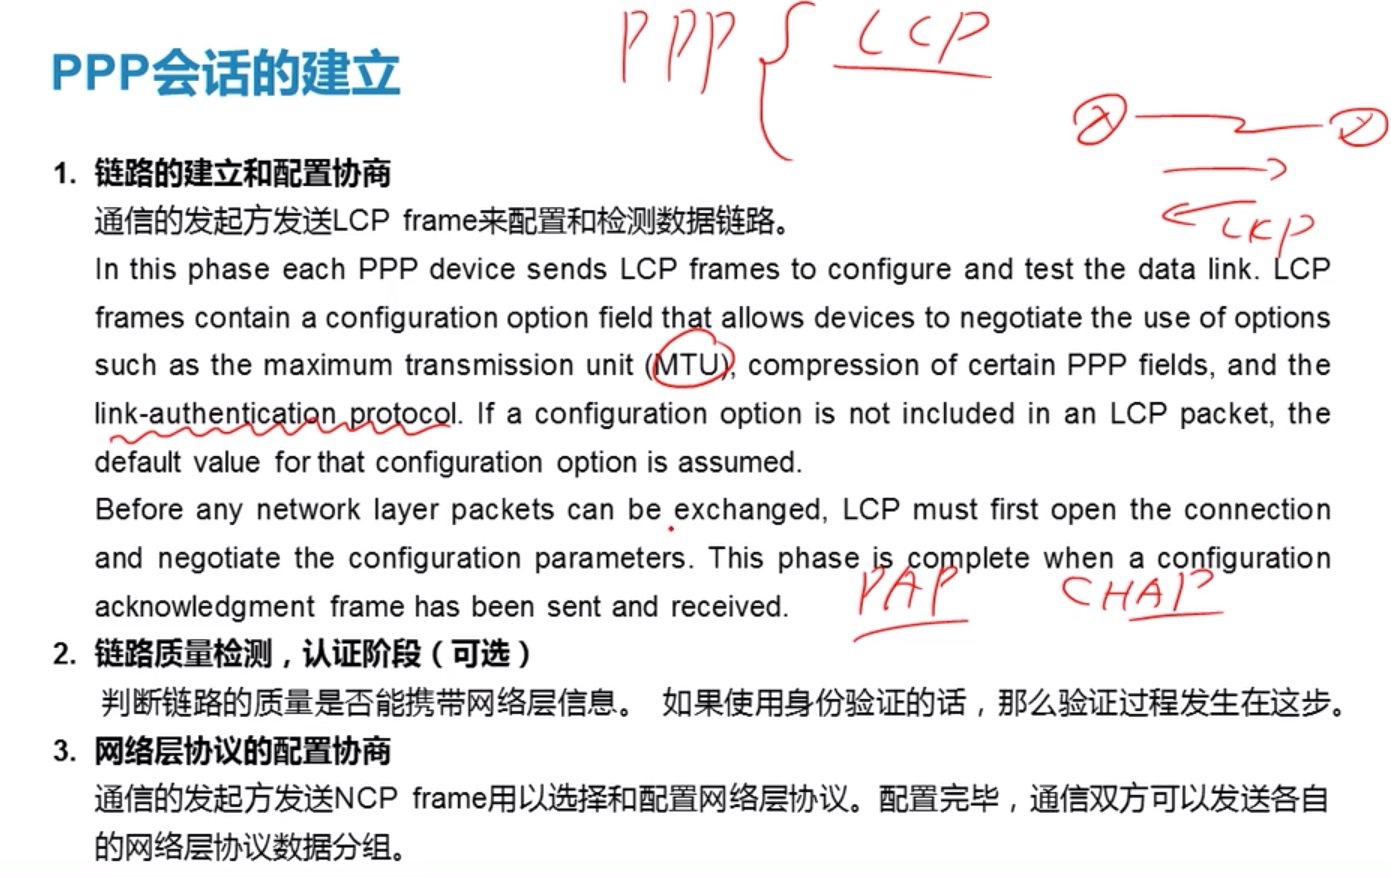 PPP { LCP
PPP会话的建立
1. 链路的建立和配置协商
通信的发起方发送LCP frame来配置和检测数据链路。
LCP
In this phase each PPP device sends LCP frames to configure and test the data link. LCP
frames contain a configuration option field that allows devices to negotiate the use of options
such as the maximum transmission unit (MTU), compression of certain PPP fields, and the
link-authentication protocol. If a configuration option is not included in an LCP packet, the
default value for that configuration option is assumed.
Before any network layer packets can be exchanged, LCP must first open the connection
and negotiate the configuration parameters. This phase is complete when a configuration
acknowledgment frame has been sent and received.
PAP CHAP
2. 链路质量检测，认证阶段（可选）
判断链路的质量是否能携带网络层信息。 如果使用身份验证的话，那么验证过程发生在这步。
3. 网络层协议的配置协商
通信的发起方发送NCP frame用以选择和配置网络层协议。配置完毕，通信双方可以发送各自
的网络层协议数据分组。